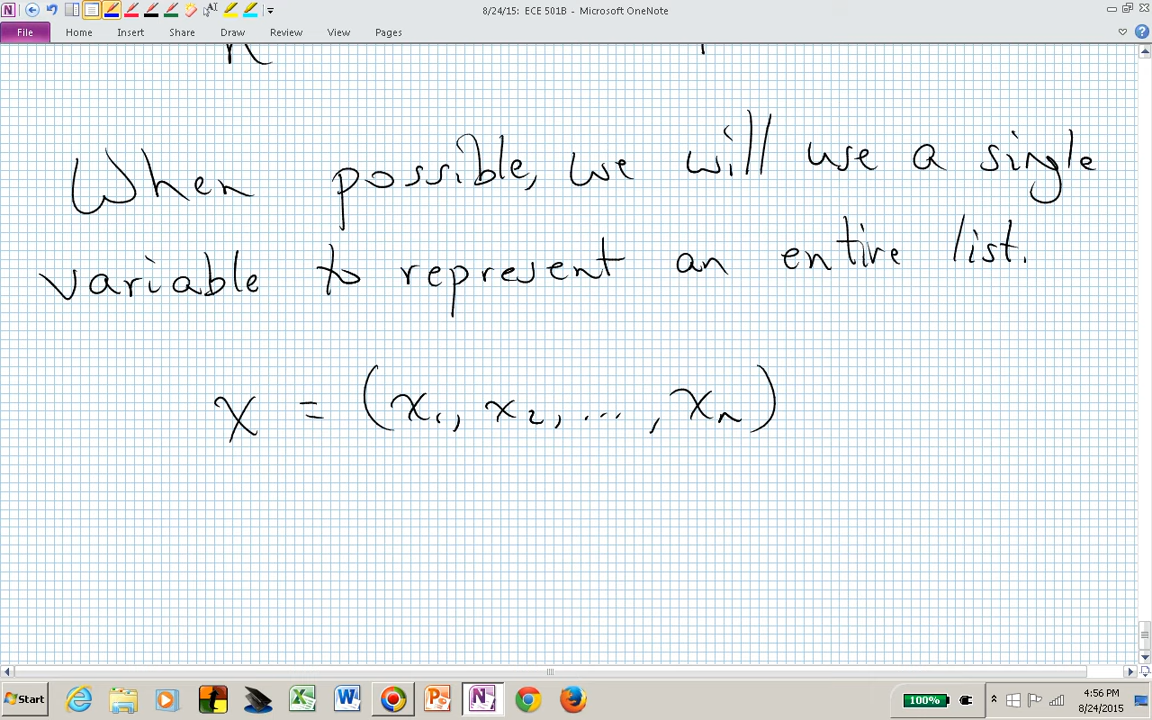 8/24/15: ECE 501B - Microsoft OneNote
File Home Insert Share Draw Review View Pages
When possible, we will use a single
variable to represent an entire list.
x = (x₁, x₂, ..., xₙ)
Start
100%
4:56 PM
8/24/2015